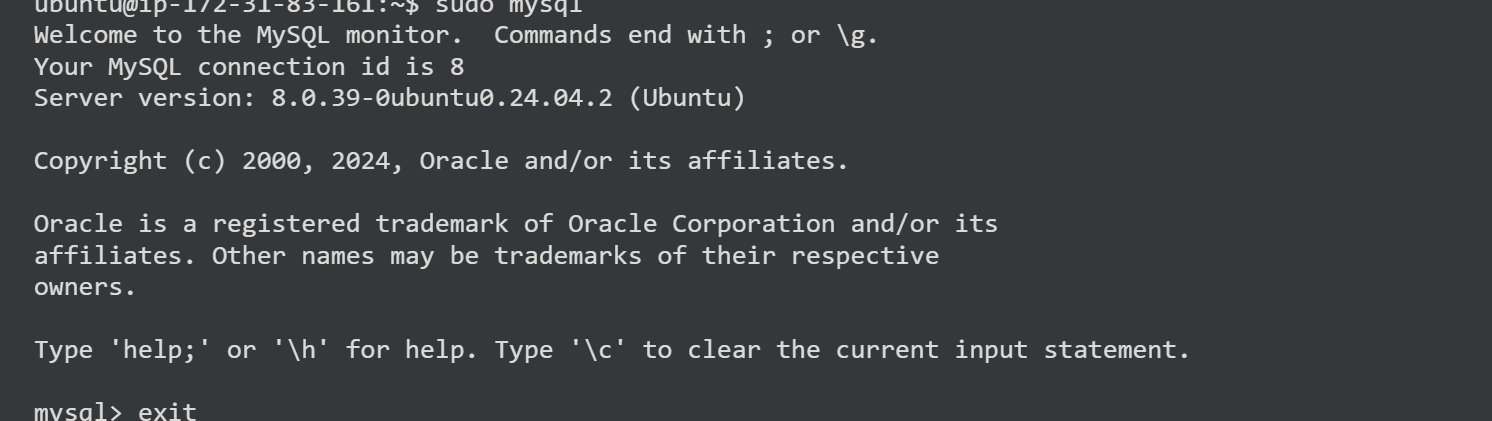 ubuntu@ip-172-31-83-161:~$ sudo mysql
Welcome to the MySQL monitor.  Commands end with ; or \g.
Your MySQL connection id is 8
Server version: 8.0.39-0ubuntu0.24.04.2 (Ubuntu)
Copyright (c) 2000, 2024, Oracle and/or its affiliates.
Oracle is a registered trademark of Oracle Corporation and/or its
affiliates. Other names may be trademarks of their respective
owners.
Type 'help;' or '\h' for help. Type '\c' to clear the current input statement.
mysql> exit